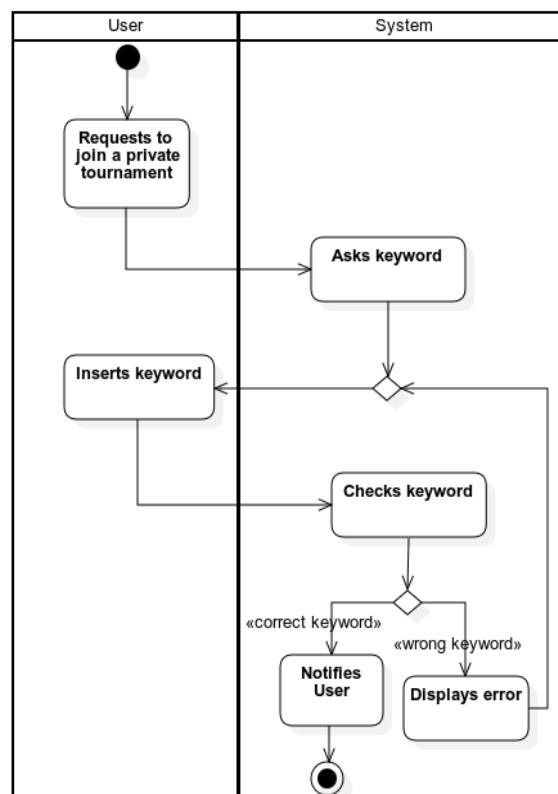 User
System
Requests to
join a private
tournament
Asks keyword
Inserts keyword
Checks keyword
«correct keyword»
«wrong keyword»
Notifies
User
Displays error